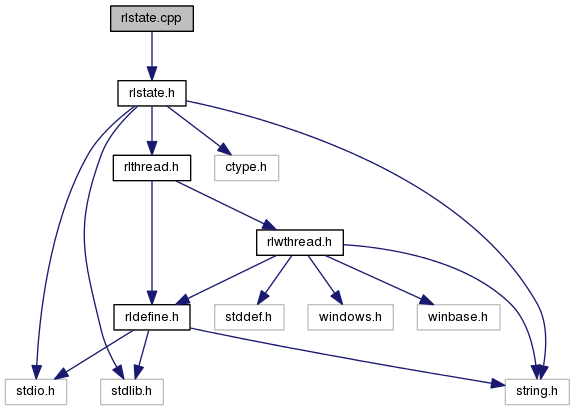 rlstate.cpp
rlstate.h
rlthread.h
ctype.h
rlwthread.h
rldefine.h
stddef.h
windows.h
winbase.h
stdio.h
stdlib.h
string.h